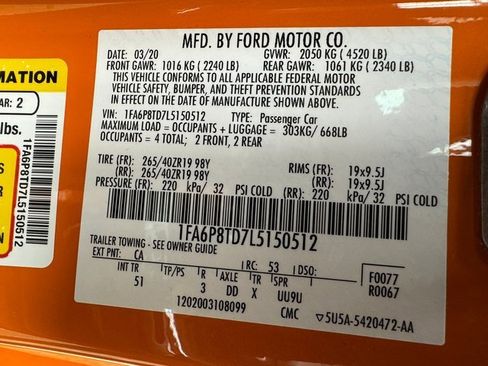 MFD. BY FORD MOTOR CO.
DATE: 03/20 GVWR: 2050 KG ( 4520 LB)
FRONT GAWR: 1016 KG ( 2240 LB) REAR GAWR: 1061 KG ( 2340 LB)
THIS VEHICLE CONFORMS TO ALL APPLICABLE FEDERAL MOTOR
VEHICLE SAFETY, BUMPER, AND THEFT PREVENTION STANDARDS
IN EFFECT ON THE DATE OF MANUFACTURE SHOWN ABOVE.
VIN: 1FA6P8TD7L5150512 TYPE: Passenger Car
MAXIMUM LOAD = OCCUPANTS + LUGGAGE = 303KG/ 668LB
OCCUPANTS = 4 TOTAL; 2 FRONT, 2 REAR
TIRE (FR): 265/40ZR19 98Y RIMS (FR): 19x9.5J
TIRE (RR): 265/40ZR19 98Y RIMS (RR): 19x9.5J
PRESSURE (FR): 220 kPa/ 32 PSI COLD (RR): 220 kPa/ 32 PSI COLD
1FA6P8TD7L5150512
TRAILER TOWING - SEE OWNER GUIDE
EXT PNT: CA RC: 53 DSO: F0472
INT TR TR AXLE TR SPR R0067
51 3 DD X UU9U
1202003108099 CMC 5U5A-5420472-AA
MATION
AR: 2
lbs.
1FA6P8TD7L5150512